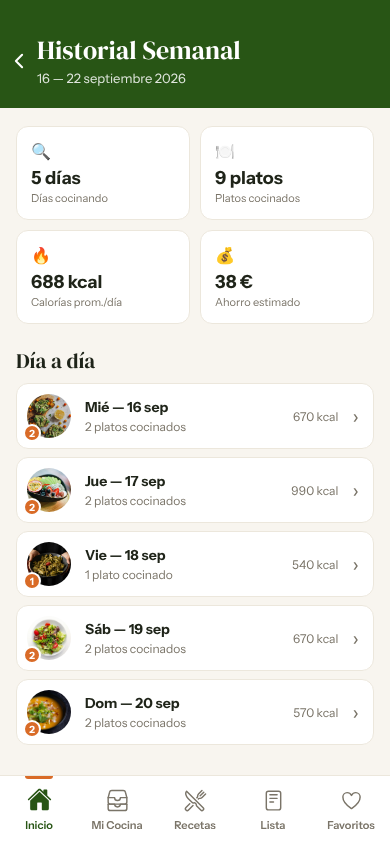 Historial Semanal
16 — 22 septiembre 2026
5 días
Días cocinando
9 platos
Platos cocinados
688 kcal
Calorías prom./día
38 €
Ahorro estimado
Día a día
Mié — 16 sep
2 platos cocinados
670 kcal
2
Jue — 17 sep
2 platos cocinados
990 kcal
2
Vie — 18 sep
1 plato cocinado
540 kcal
1
Sáb — 19 sep
2 platos cocinados
670 kcal
2
Dom — 20 sep
2 platos cocinados
570 kcal
2
Inicio
Mi Cocina
Recetas
Lista
Favoritos